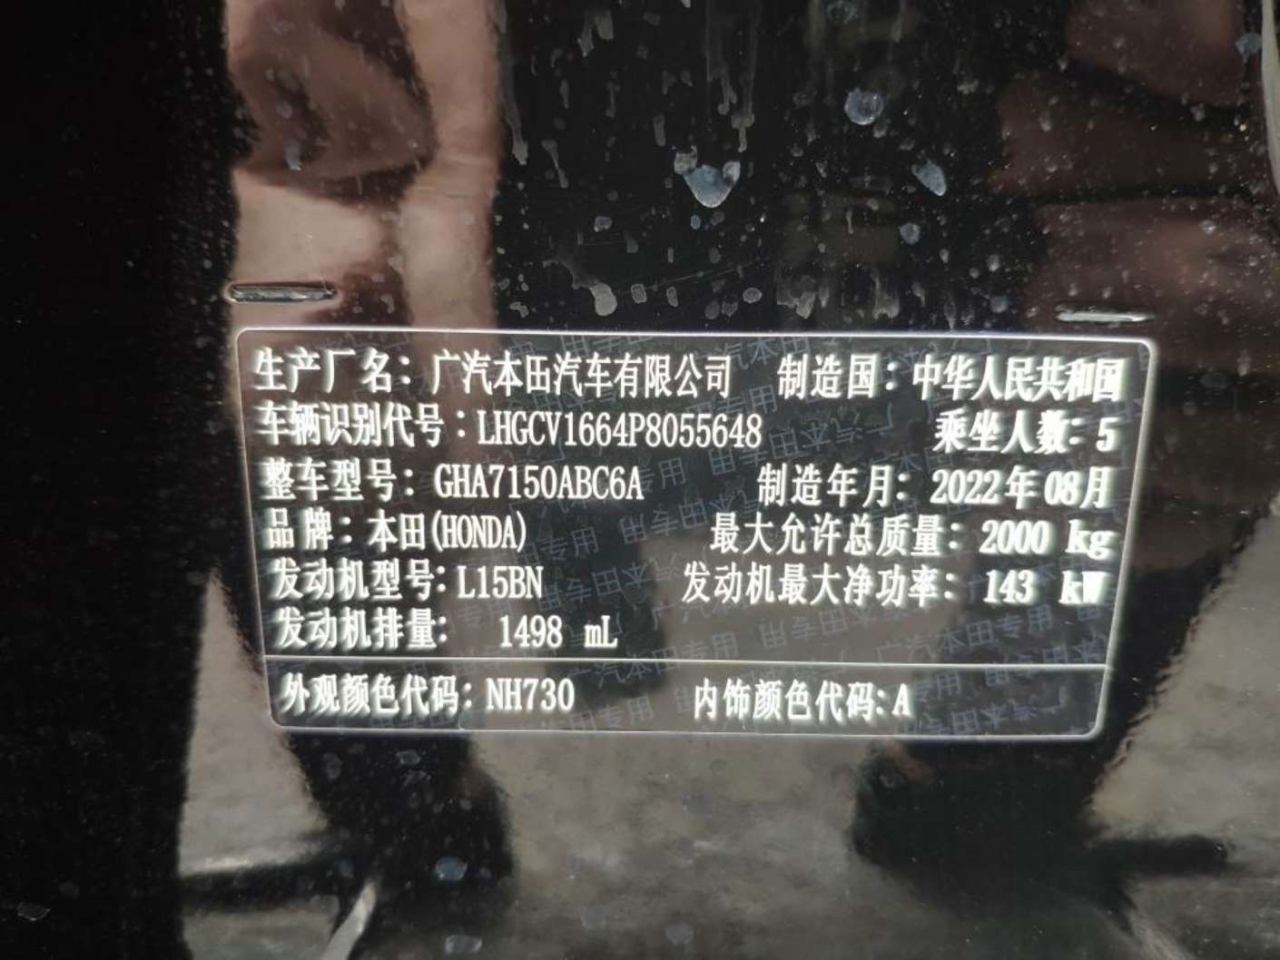 生产厂名：广汽本田汽车有限公司 制造国：中华人民共和国
车辆识别代号：LHGCV1664P8055648 乘坐人数：5
整车型号：GHA7150ABC6A 制造年月：2022年08月
品牌：本田(HONDA) 最大允许总质量：2000 kg
发动机型号：L15BN 发动机最大净功率：143 kW
发动机排量： 1498 mL
外观颜色代码：NH730 内饰颜色代码：A